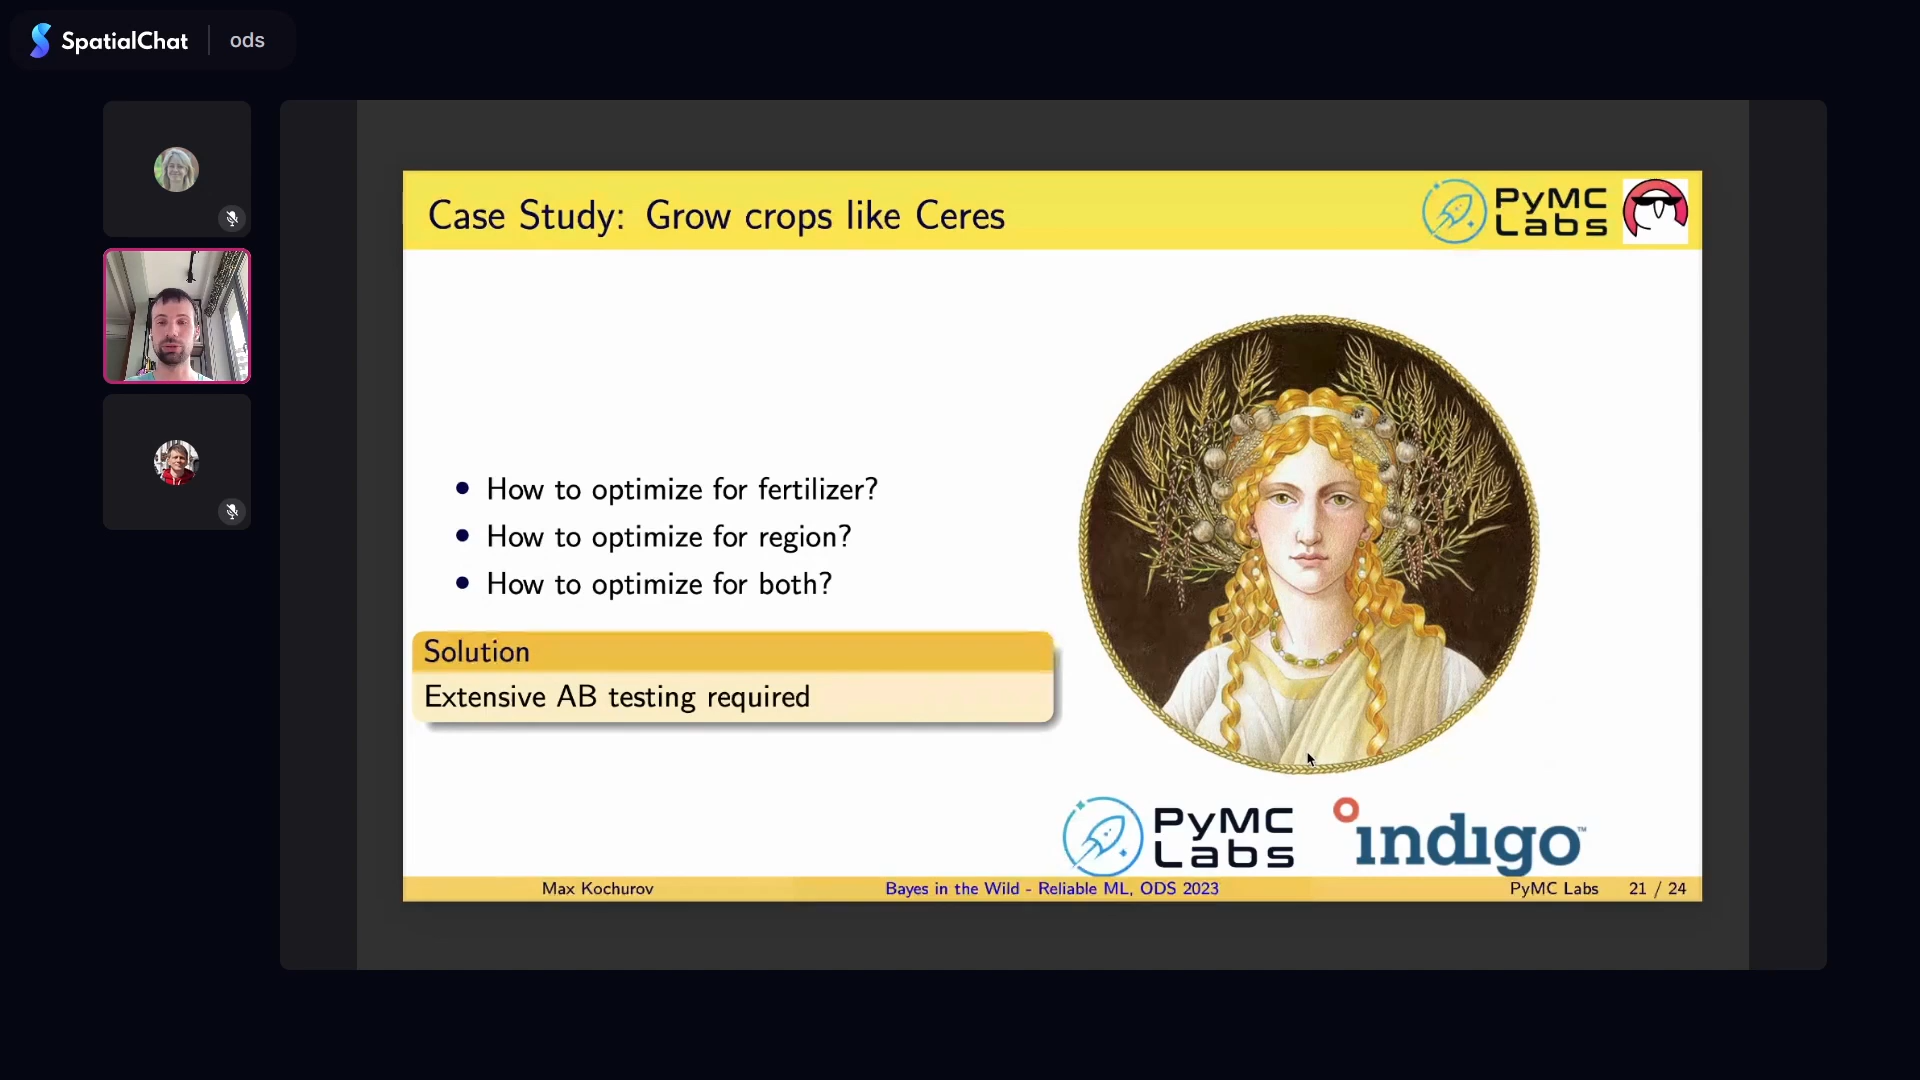 SpatialChat
ods
Case Study: Grow crops like Ceres
PyMC
Labs
How to optimize for fertilizer?
How to optimize for region?
How to optimize for both?
Solution
Extensive AB testing required
PyMC
Labs
indigo™
Max Kochurov
Bayes in the Wild - Reliable ML, ODS 2023
PyMC Labs
21 / 24